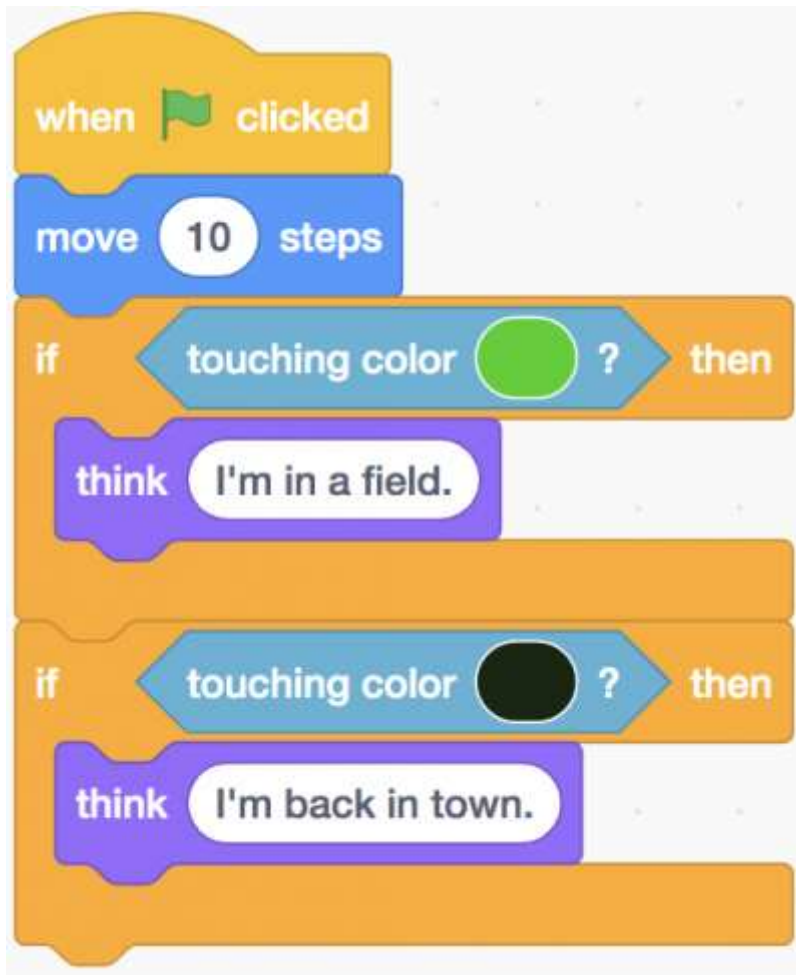 when clicked
move 10 steps
if touching color ? then
think I'm in a field.
if touching color ? then
think I'm back in town.